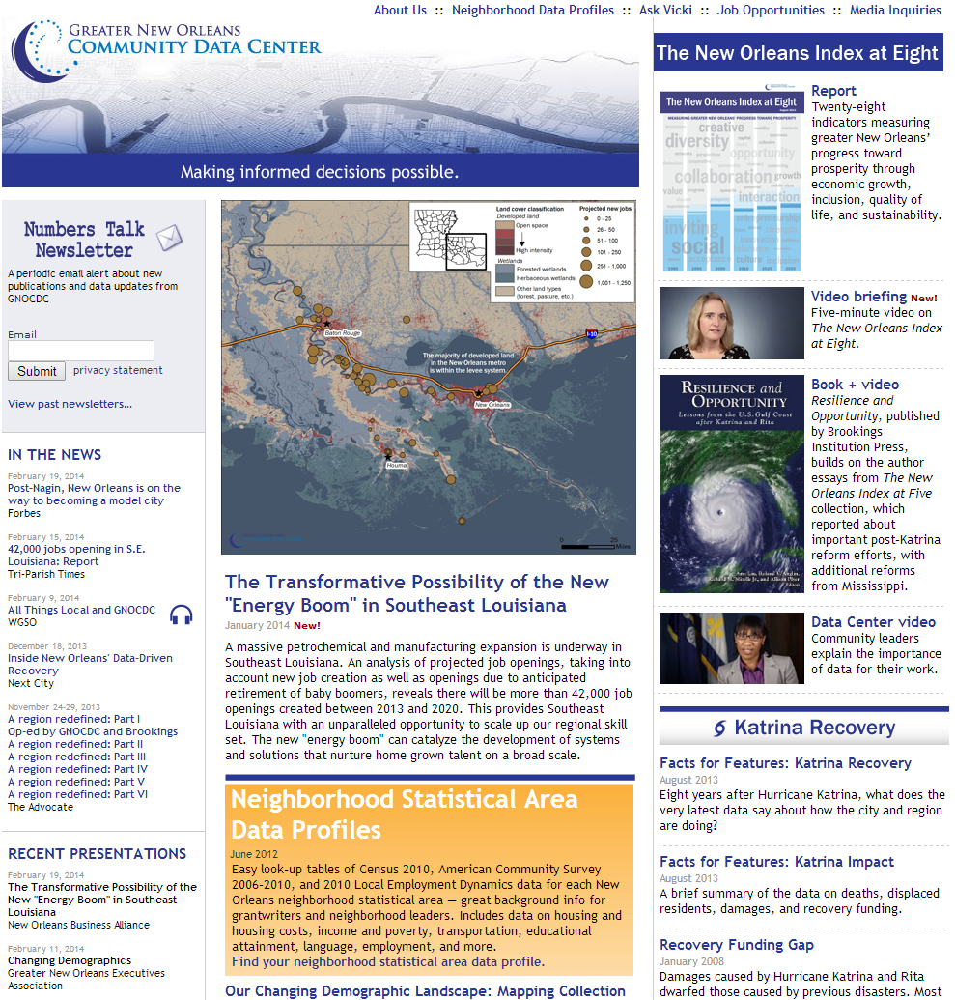 About Us :: Neighborhood Data Profiles :: Ask Vicki :: Job Opportunities :: Media Inquiries
GREATER NEW ORLEANS
COMMUNITY DATA CENTER
Making informed decisions possible.
Numbers Talk
Newsletter
A periodic email alert about new
publications and data updates from
GNOCDC
Email
Submit privacy statement
View past newsletters...
IN THE NEWS
February 19, 2014
Post-Nagin, New Orleans is on the
way to becoming a model city
Forbes
February 15, 2014
42,000 jobs opening in S.E.
Louisiana: Report
Tri-Parish Times
February 9, 2014
All Things Local and GNOCDC
WGSO
December 18, 2013
Inside New Orleans' Data-Driven
Recovery
Next City
November 24-29, 2013
A region redefined: Part I
Op-ed by GNOCDC and Brookings
A region redefined: Part II
A region redefined: Part III
A region redefined: Part IV
A region redefined: Part V
A region redefined: Part VI
The Advocate
RECENT PRESENTATIONS
February 19, 2014
The Transformative Possibility of the
New "Energy Boom" in Southeast
Louisiana
New Orleans Business Alliance
February 11, 2014
Changing Demographics
Greater New Orleans Executives
Association
Land cover classification
Developed land
Open space
High intensity
Wetlands
Forested wetlands
Herbaceous wetlands
Other land types
(forest, pasture, etc.)
Projected new jobs
0 - 25
26 - 50
51 - 100
101 - 250
251 - 1,000
1,001 - 1,250
I-10
Baton Rouge
The majority of developed land
in the New Orleans metro
is within the levee system.
New Orleans
Houma
0 25
Miles
The Transformative Possibility of the New
"Energy Boom" in Southeast Louisiana
January 2014 New!
A massive petrochemical and manufacturing expansion is underway in
Southeast Louisiana. An analysis of projected job openings, taking into
account new job creation as well as openings due to anticipated
retirement of baby boomers, reveals there will be more than 42,000 job
openings created between 2013 and 2020. This provides Southeast
Louisiana with an unparalleled opportunity to scale up our regional skill
set. The new "energy boom" can catalyze the development of systems
and solutions that nurture home grown talent on a broad scale.
Neighborhood Statistical Area
Data Profiles
June 2012
Easy look-up tables of Census 2010, American Community Survey
2006-2010, and 2010 Local Employment Dynamics data for each New
Orleans neighborhood statistical area — great background info for
grantwriters and neighborhood leaders. Includes data on housing and
housing costs, income and poverty, transportation, educational
attainment, language, employment, and more.
Find your neighborhood statistical area data profile.
Our Changing Demographic Landscape: Mapping Collection
The New Orleans Index at Eight
The New Orleans Index at Eight
August 2013
MEASURING GREATER NEW ORLEANS' PROGRESS TOWARD PROSPERITY
creative
diversity
opportunity
collaboration growth
value progress
interaction
entrepreneurship
inviting
social
acceptance culture inclusion
Report
Twenty-eight
indicators measuring
greater New Orleans’
progress toward
prosperity through
economic growth,
inclusion, quality of
life, and sustainability.
Video briefing New!
Five-minute video on
The New Orleans Index
at Eight.
RESILIENCE and
OPPORTUNITY
Lessons from the U.S. Gulf Coast
after Katrina and Rita
Book + video
Resilience and
Opportunity, published
by Brookings
Institution Press,
builds on the author
essays from The New
Orleans Index at Five
collection, which
reported about
important post-Katrina
reform efforts, with
additional reforms
from Mississippi.
Data Center video
Community leaders
explain the importance
of data for their work.
Katrina Recovery
Facts for Features: Katrina Recovery
August 2013
Eight years after Hurricane Katrina, what does the
very latest data say about how the city and region
are doing?
Facts for Features: Katrina Impact
August 2013
A brief summary of the data on deaths, displaced
residents, damages, and recovery funding.
Recovery Funding Gap
January 2008
Damages caused by Hurricane Katrina and Rita
dwarfed those caused by previous disasters. Most